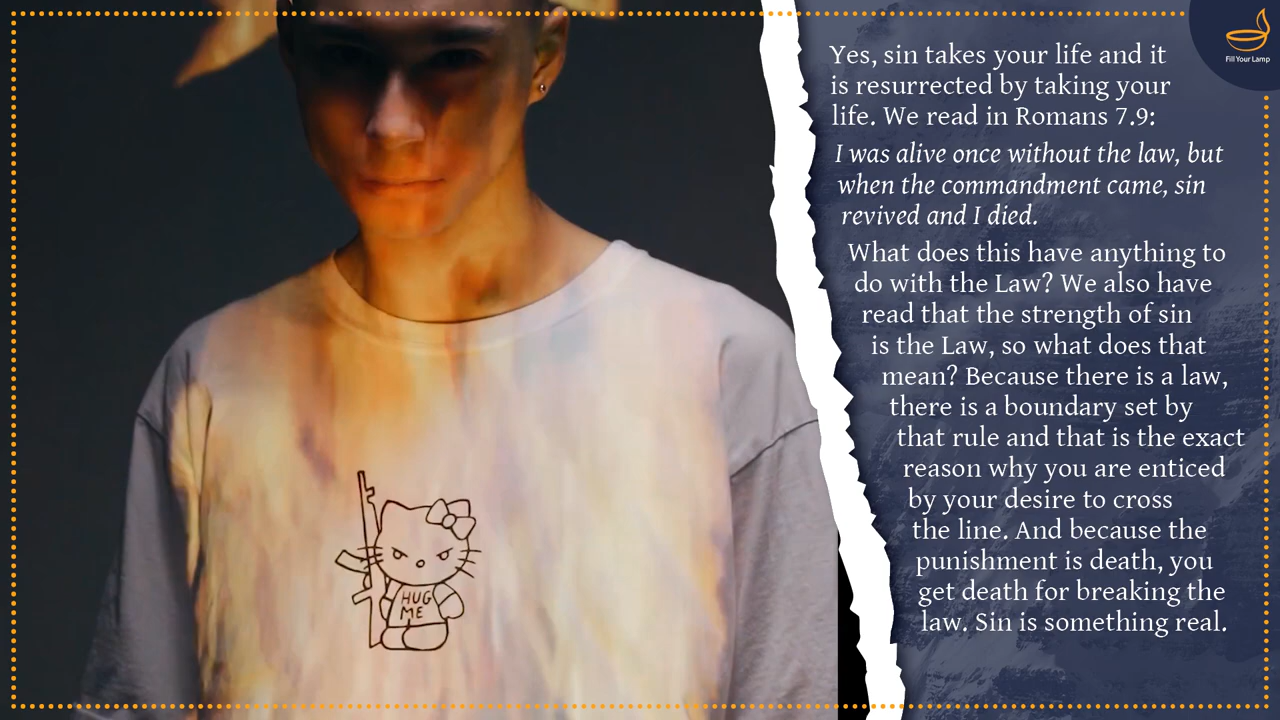 Fill Your Lamp
Yes, sin takes your life and it
is resurrected by taking your
life. We read in Romans 7.9:
I was alive once without the law, but
when the commandment came, sin
revived and I died.
What does this have anything to
do with the Law? We also have
read that the strength of sin
is the Law, so what does that
mean? Because there is a law,
there is a boundary set by
that rule and that is the exact
reason why you are enticed
by your desire to cross
the line. And because the
punishment is death, you
get death for breaking the
law. Sin is something real.
HUG
ME